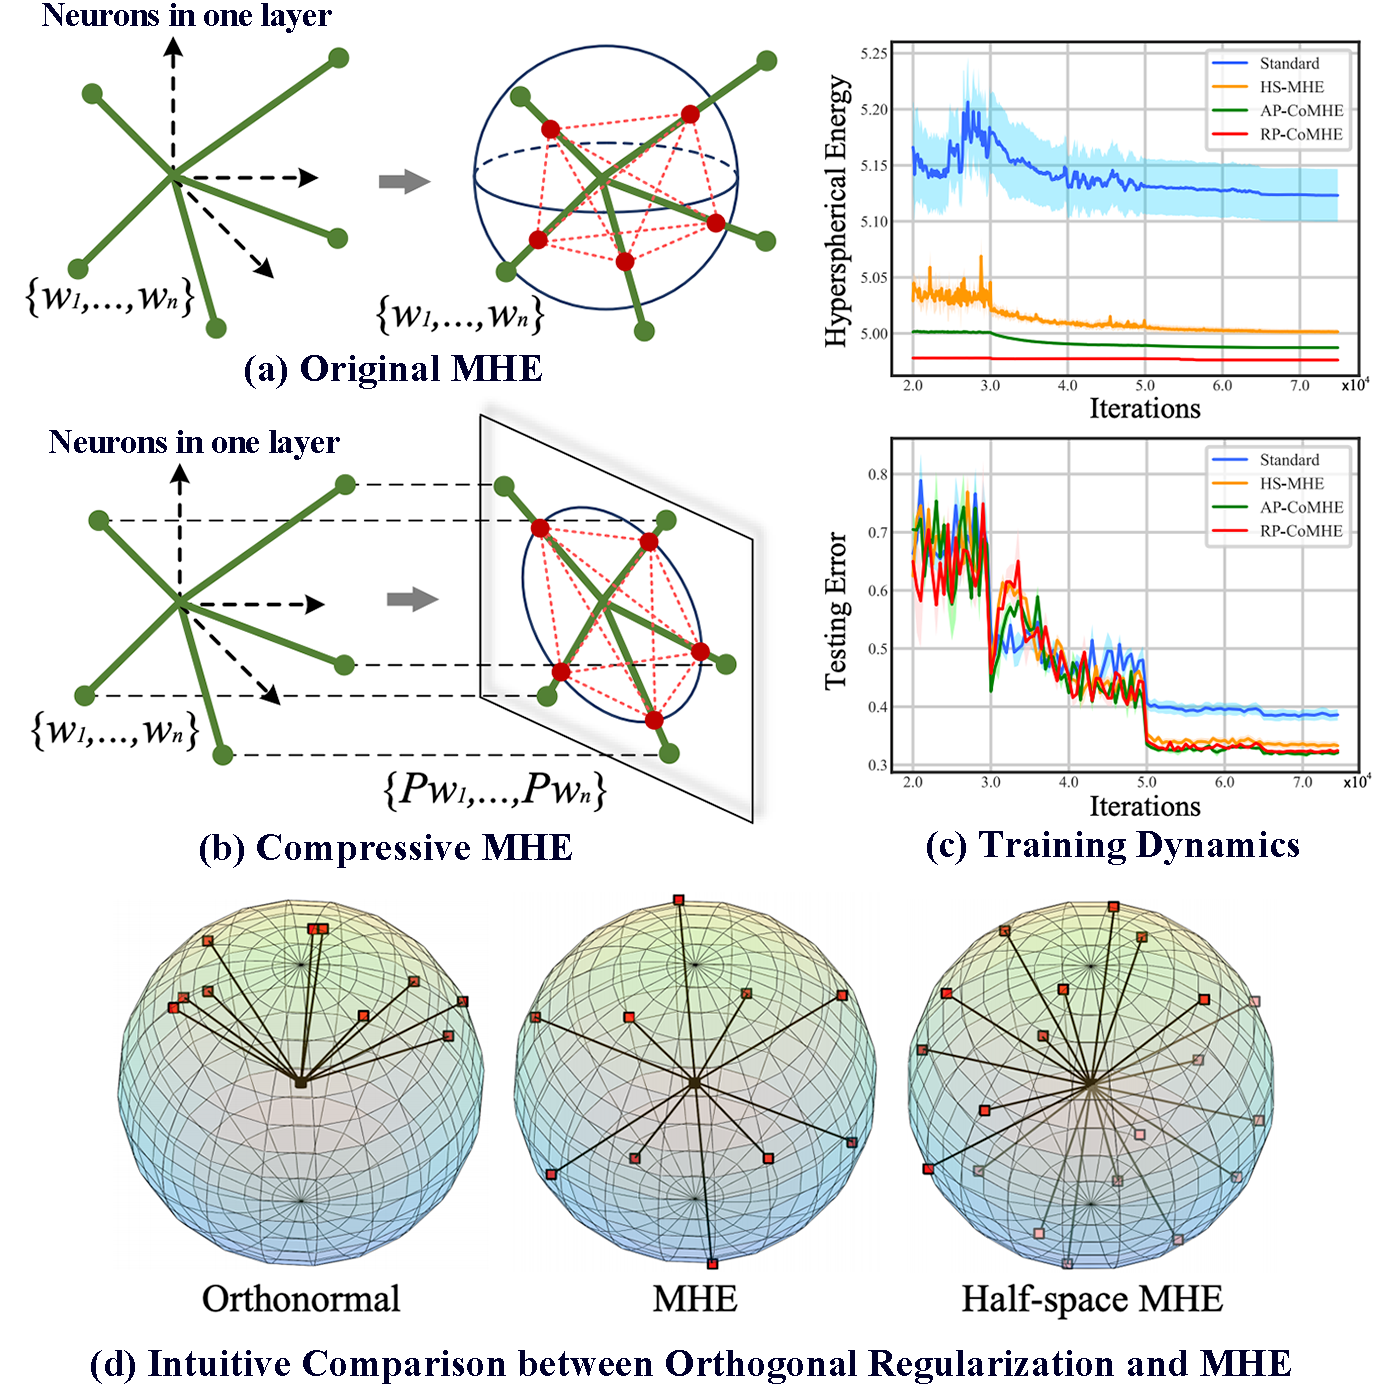 Neurons in one layer
{w1,...,wn}
{w1,...,wn}
(a) Original MHE
Neurons in one layer
{w1,...,wn}
{Pw1,...,Pwn}
(b) Compressive MHE
Hyperspherical Energy
5.25
5.20
5.15
5.10
5.05
5.00
Standard
HS-MHE
AP-CoMHE
RP-CoMHE
2.0 3.0 4.0 5.0 6.0 7.0 x10⁴
Iterations
Testing Error
0.8
0.7
0.6
0.5
0.4
0.3
Standard
HS-MHE
AP-CoMHE
RP-CoMHE
2.0 3.0 4.0 5.0 6.0 7.0 x10⁴
Iterations
(c) Training Dynamics
Orthonormal MHE Half-space MHE
(d) Intuitive Comparison between Orthogonal Regularization and MHE